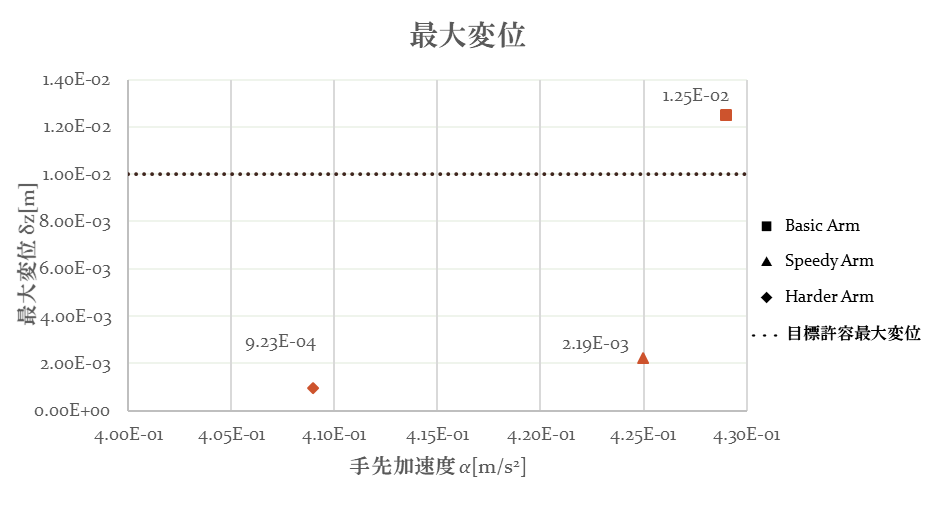 最大変位
1.40E-02
1.20E-02
1.00E-02
8.00E-03
6.00E-03
4.00E-03
2.00E-03
0.00E+00
最大変位 δz[m]
1.25E-02
9.23E-04
2.19E-03
4.00E-01 4.05E-01 4.10E-01 4.15E-01 4.20E-01 4.25E-01 4.30E-01
手先加速度 α[m/s²]
Basic Arm
Speedy Arm
Harder Arm
目標許容最大変位